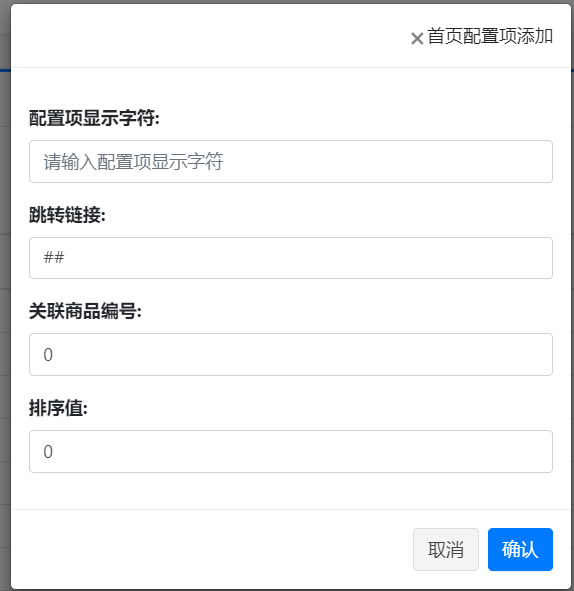 ×首页配置项添加
配置项显示字符:
请输入配置项显示字符
跳转链接:
##
关联商品编号:
0
排序值:
0
取消 确认